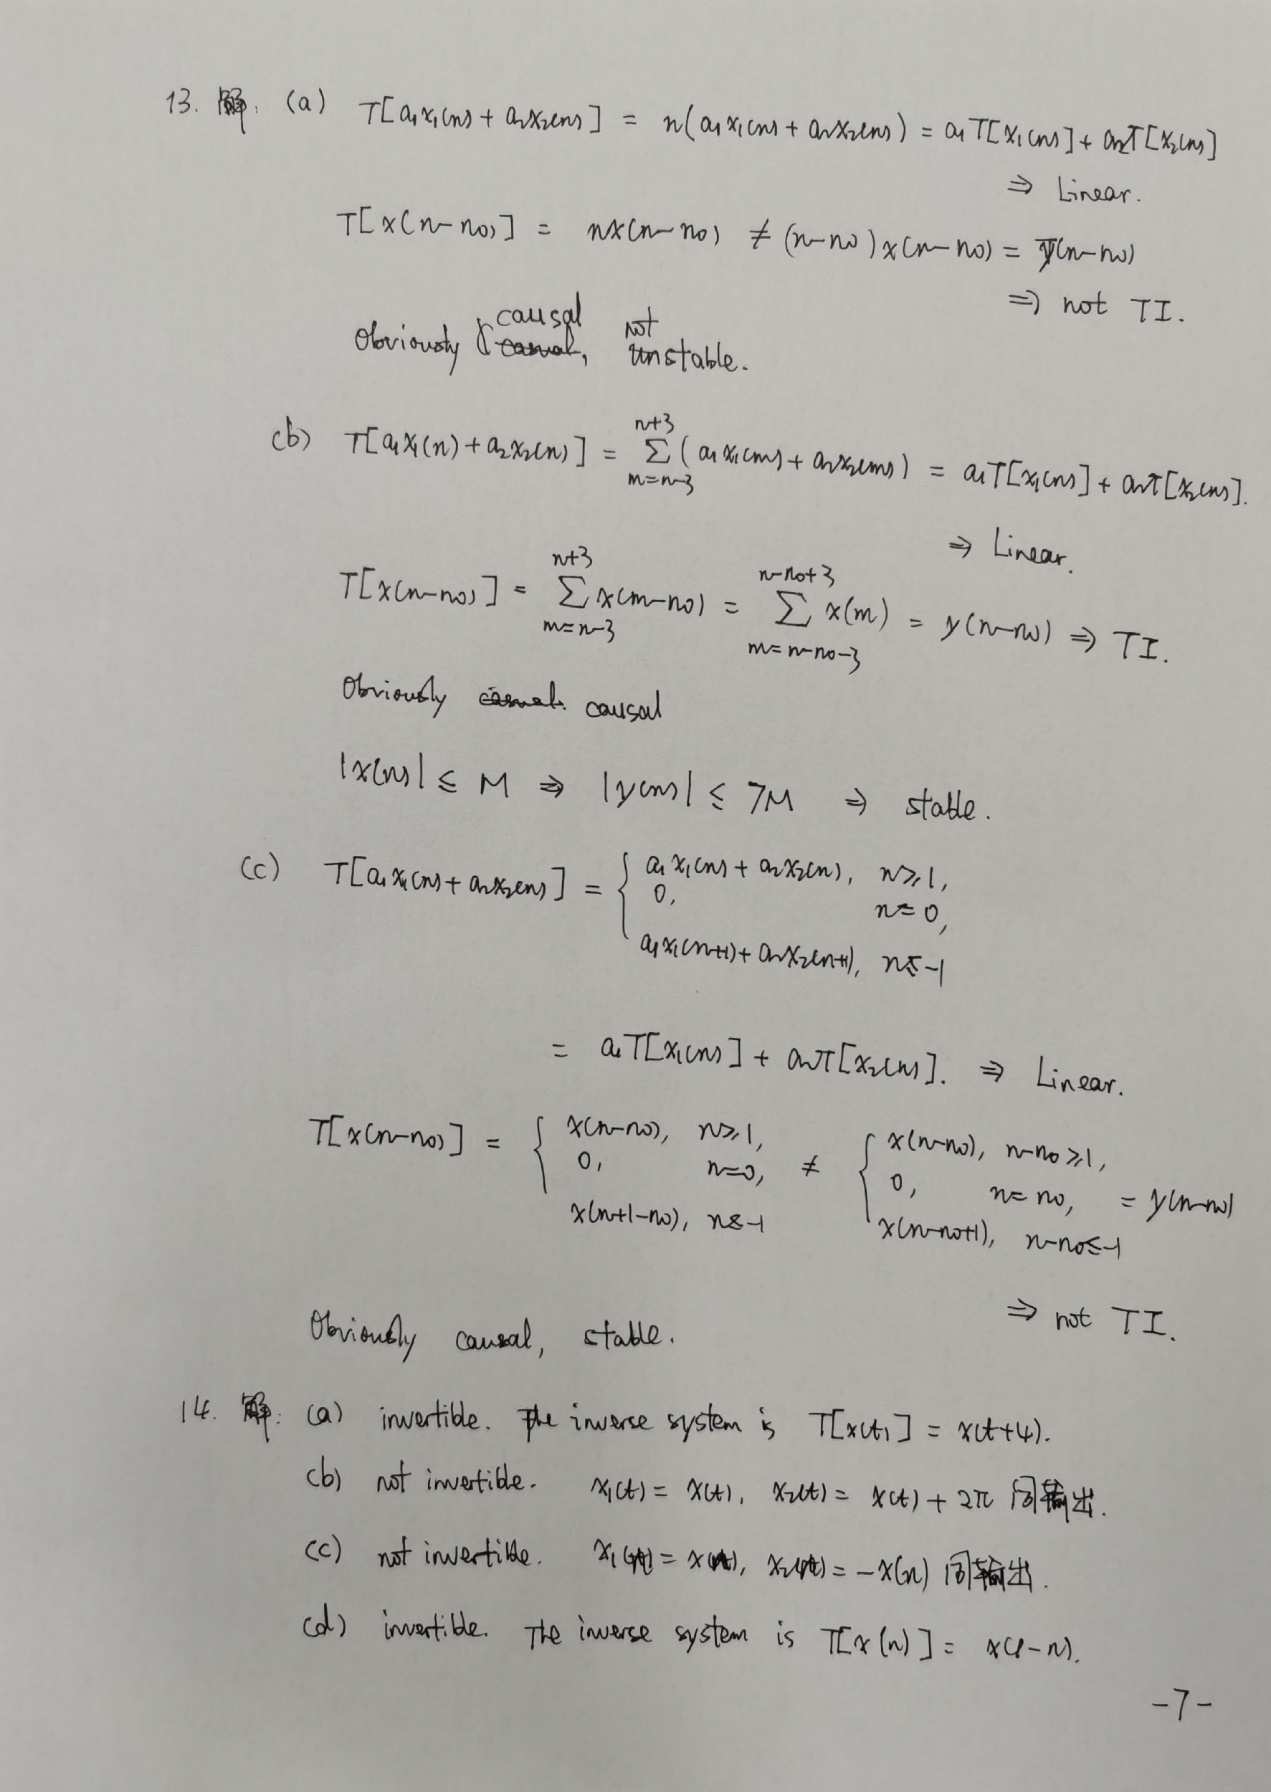 13. 解: (a) T[a₁x₁(n) + a₂x₂(n)] = n(a₁x₁(n) + a₂x₂(n)) = a₁T[x₁(n)] + a₂T[x₂(n)]
⇒ Linear.
T[x(n-n₀)] = nx(n-n₀) ≠ (n-n₀)x(n-n₀) = y(n-n₀)
⇒ not TI.
Obviously causal, not stable.
(b) T[a₁x₁(n) + a₂x₂(n)] = Σ_{m=n-3}^{n+3} (a₁x₁(m) + a₂x₂(m)) = a₁T[x₁(n)] + a₂T[x₂(n)].
⇒ Linear.
T[x(n-n₀)] = Σ_{m=n-3}^{n+3} x(m-n₀) = Σ_{m=n-n₀-3}^{n-n₀+3} x(m) = y(n-n₀) ⇒ TI.
Obviously causal
|x(n)| ≤ M ⇒ |y(n)| ≤ 7M ⇒ stable.
(c) T[a₁x₁(n) + a₂x₂(n)] = { a₁x₁(n) + a₂x₂(n), n≥1,
0, n=0,
a₁x₁(n+1) + a₂x₂(n+1), n≤-1
= a₁T[x₁(n)] + a₂T[x₂(n)]. ⇒ Linear.
T[x(n-n₀)] = { x(n-n₀), n≥1, 0, n=0, x(n+1-n₀), n≤-1 ≠ { x(n-n₀), n-n₀≥1, 0, n=n₀, x(n-n₀+1), n-n₀≤-1 = y(n-n₀)
⇒ not TI.
Obviously causal, stable.
14. 解: (a) invertible. The inverse system is T[x(t)] = x(t+4).
(b) not invertible. x₁(t) = x(t), x₂(t) = x(t) + 2π 同输出.
(c) not invertible. x₁(n) = x(n), x₂(n) = -x(n) 同输出.
(d) invertible. The inverse system is T[x(n)] = x(1-n).
-7-